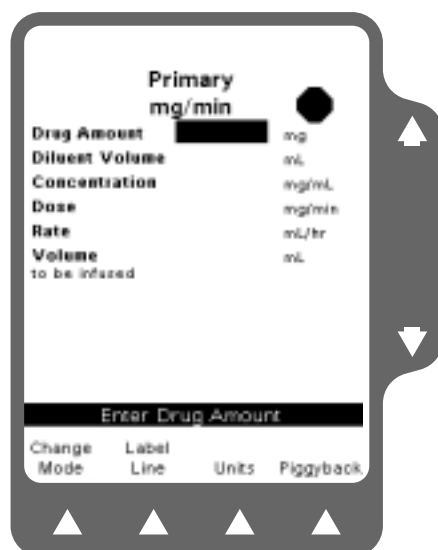 Primary
mg/min
Drug Amount mg
Diluent Volume mL
Concentration mg/mL
Dose mg/min
Rate mL/hr
Volume mL
to be infused
Enter Drug Amount
Change Label
Mode Line Units Piggyback